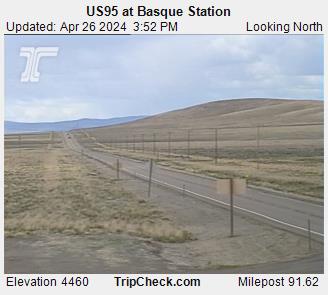 US95 at Basque Station
Updated: Apr 26 2024 3:52 PM Looking North
Elevation 4460 TripCheck.com Milepost 91.62